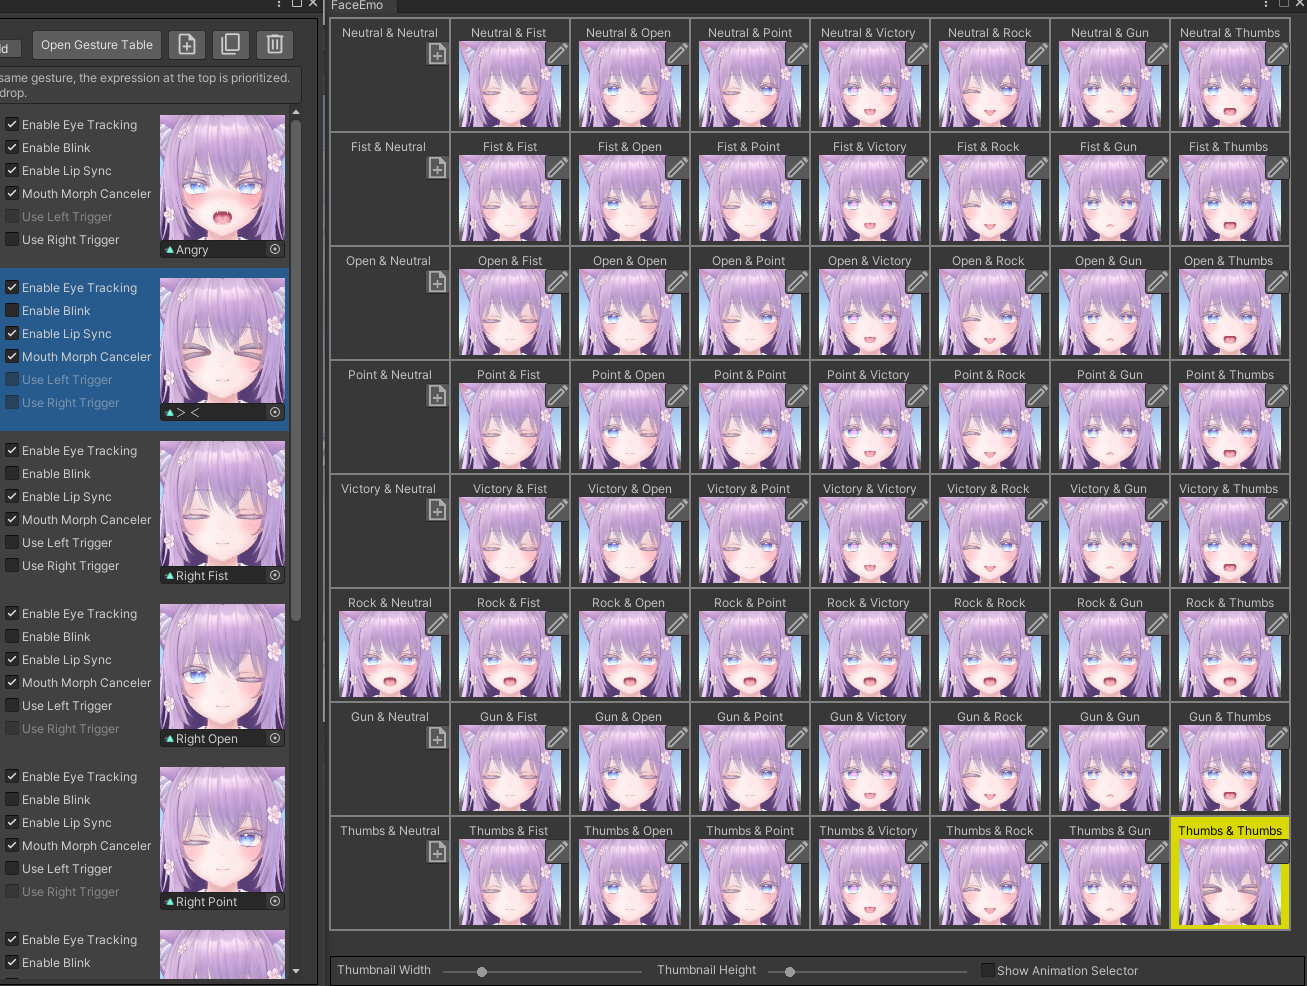 dd
Open Gesture Table
same gesture, the expression at the top is prioritized.
drop.
Enable Eye Tracking
Enable Blink
Enable Lip Sync
Mouth Morph Canceler
Use Left Trigger
Use Right Trigger
Angry
Enable Eye Tracking
Enable Blink
Enable Lip Sync
Mouth Morph Canceler
Use Left Trigger
Use Right Trigger
> <
Enable Eye Tracking
Enable Blink
Enable Lip Sync
Mouth Morph Canceler
Use Left Trigger
Use Right Trigger
Right Fist
Enable Eye Tracking
Enable Blink
Enable Lip Sync
Mouth Morph Canceler
Use Left Trigger
Use Right Trigger
Right Open
Enable Eye Tracking
Enable Blink
Enable Lip Sync
Mouth Morph Canceler
Use Left Trigger
Use Right Trigger
Right Point
Enable Eye Tracking
Enable Blink
FaceEmo
Neutral & Neutral
Neutral & Fist
Neutral & Open
Neutral & Point
Neutral & Victory
Neutral & Rock
Neutral & Gun
Neutral & Thumbs
Fist & Neutral
Fist & Fist
Fist & Open
Fist & Point
Fist & Victory
Fist & Rock
Fist & Gun
Fist & Thumbs
Open & Neutral
Open & Fist
Open & Open
Open & Point
Open & Victory
Open & Rock
Open & Gun
Open & Thumbs
Point & Neutral
Point & Fist
Point & Open
Point & Point
Point & Victory
Point & Rock
Point & Gun
Point & Thumbs
Victory & Neutral
Victory & Fist
Victory & Open
Victory & Point
Victory & Victory
Victory & Rock
Victory & Gun
Victory & Thumbs
Rock & Neutral
Rock & Fist
Rock & Open
Rock & Point
Rock & Victory
Rock & Rock
Rock & Gun
Rock & Thumbs
Gun & Neutral
Gun & Fist
Gun & Open
Gun & Point
Gun & Victory
Gun & Rock
Gun & Gun
Gun & Thumbs
Thumbs & Neutral
Thumbs & Fist
Thumbs & Open
Thumbs & Point
Thumbs & Victory
Thumbs & Rock
Thumbs & Gun
Thumbs & Thumbs
Thumbnail Width
Thumbnail Height
Show Animation Selector